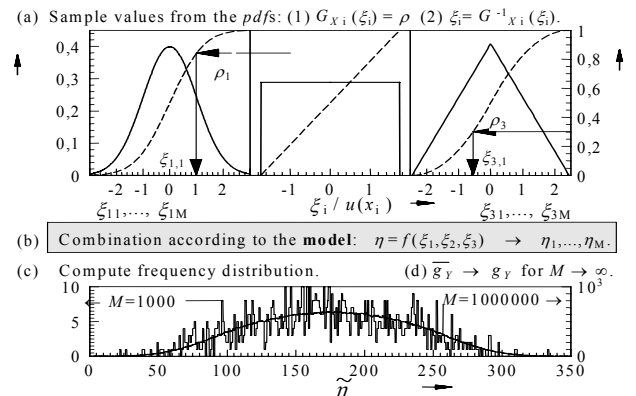 (a) Sample values from the pdfs: (1) G_{X i} (ξ_i) = ρ (2) ξ_i = G^{-1}_{X i} (ξ_i).
0,4 0,3 0,2 0,1 0
ρ_1
ξ_{1,1}
ρ_3
ξ_{3,1}
1 0,8 0,6 0,4 0,2 0
-2 -1 0 1 2 -1 0 1 -2 -1 0 1 2
ξ_{11},..., ξ_{1M} ξ_i / u(x_i) ξ_{31},..., ξ_{3M}
(b) Combination according to the model: η = f(ξ_1,ξ_2,ξ_3) → η_1,...,η_M.
(c) Compute frequency distribution. (d) \overline{g_Y} → g_Y for M → ∞.
10 5 0
M=1000 M=1000000
10^3 0
0 50 100 150 200 250 300 350
\tilde{η}